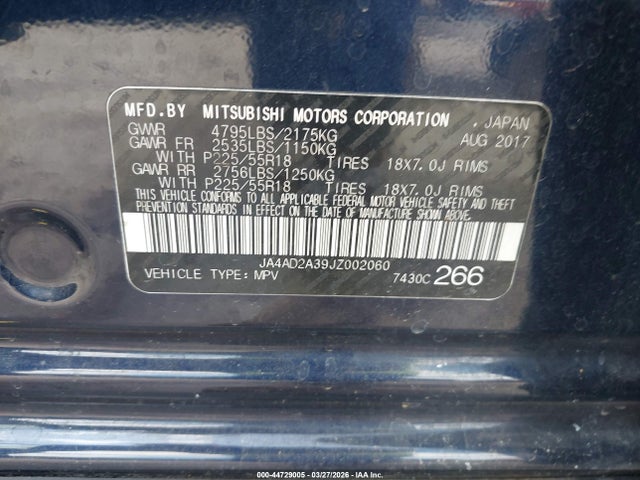 MFD.BY MITSUBISHI MOTORS CORPORATION . JAPAN
GVWR 4795LBS/2175KG AUG 2017
GAWR FR 2535LBS/1150KG
WITH P225/55R18 TIRES 18X7.0J RIMS
GAWR RR 2756LBS/1250KG
WITH P225/55R18 TIRES 18X7.0J RIMS
THIS VEHICLE CONFORMS TO ALL APPLICABLE FEDERAL MOTOR VEHICLE SAFETY AND THEFT
PREVENTION STANDARDS IN EFFECT ON THE DATE OF MANUFACTURE SHOWN ABOVE.
JA4AD2A39JZ002060
VEHICLE TYPE: MPV 7430C 266
000-44729005 | 03/27/2026 | IAA, Inc.